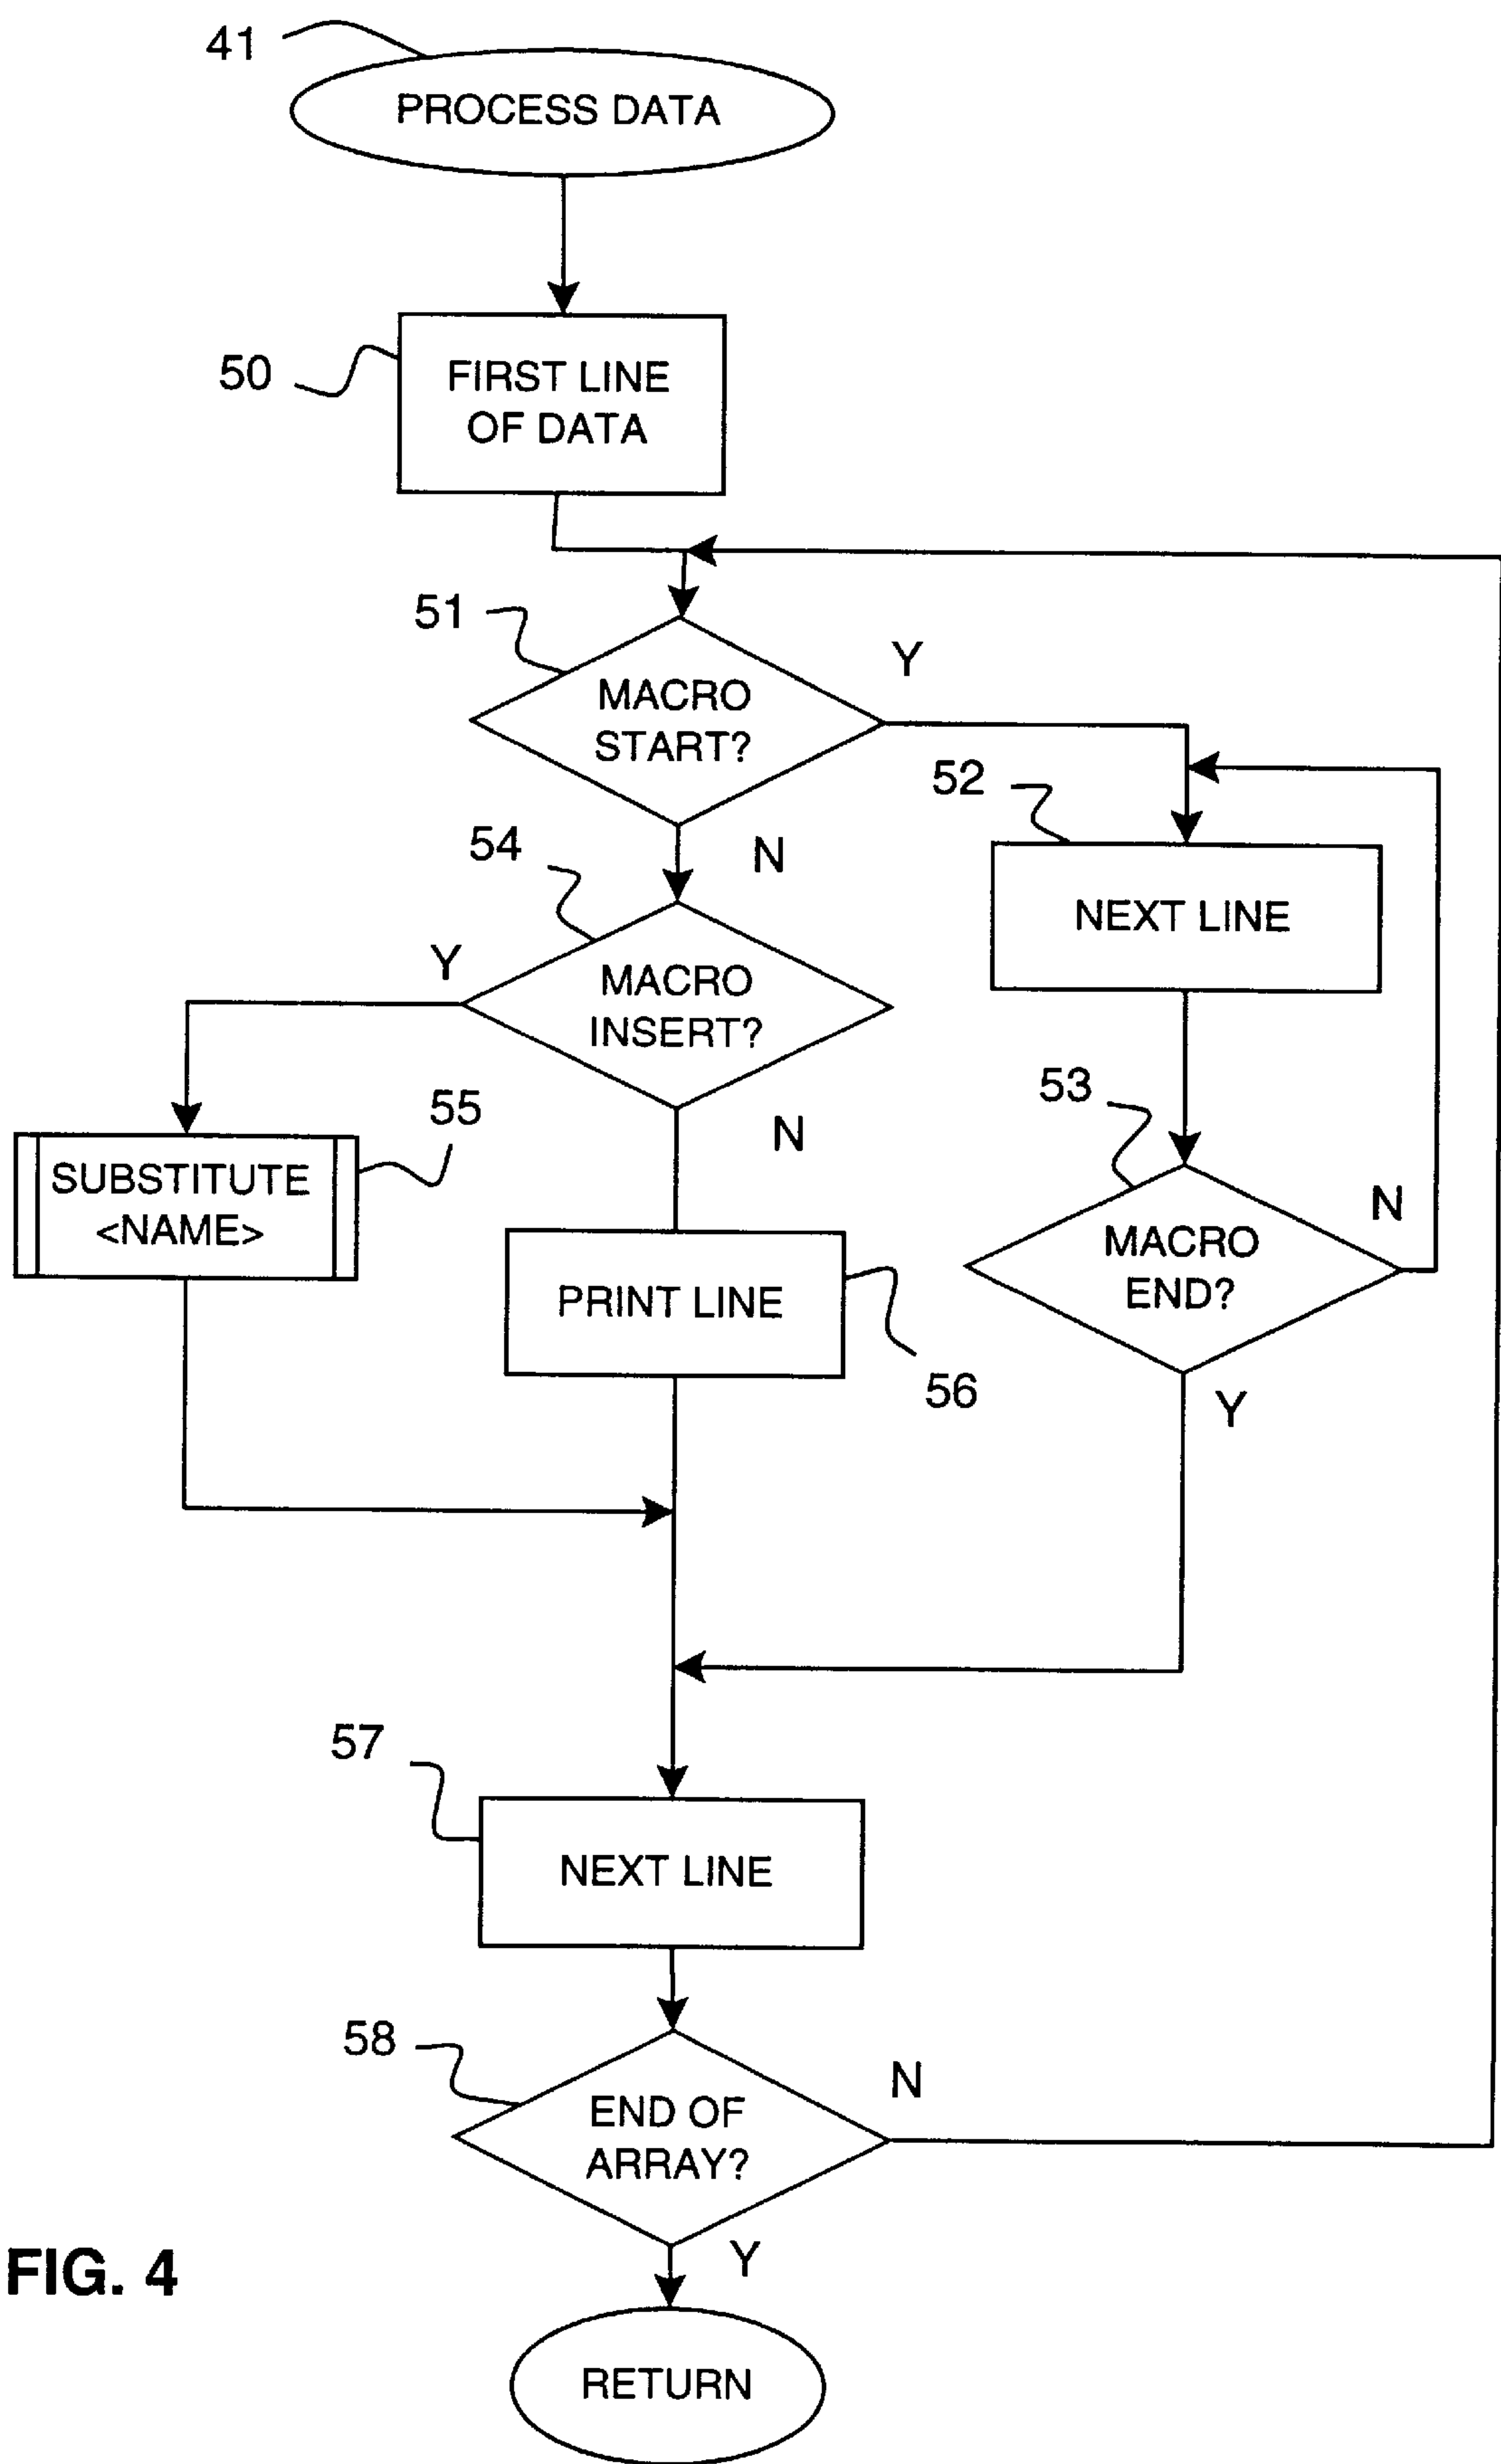 41
PROCESS DATA
50
FIRST LINE
OF DATA
51
MACRO
START?
Y
N
52
NEXT LINE
54
MACRO
INSERT?
Y
N
53
MACRO
END?
N
Y
55
SUBSTITUTE
<NAME>
PRINT LINE
56
57
NEXT LINE
58
END OF
ARRAY?
N
Y
FIG. 4
RETURN